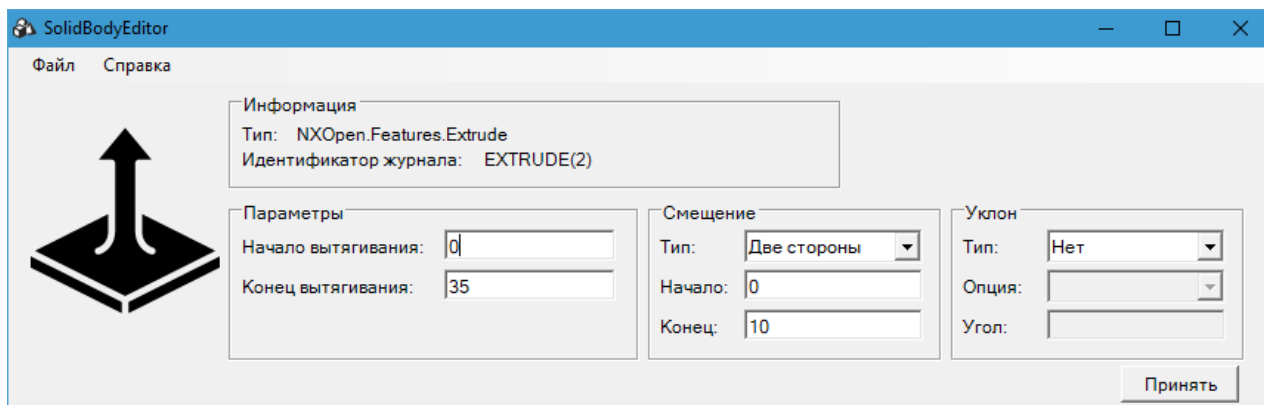 SolidBodyEditor
Файл Справка
Информация
Тип: NXOpen.Features.Extrude
Идентификатор журнала: EXTRUDE(2)
Параметры
Начало вытягивания: 0
Конец вытягивания: 35
Смещение
Тип: Две стороны
Начало: 0
Конец: 10
Уклон
Тип: Нет
Опция:
Угол:
Принять